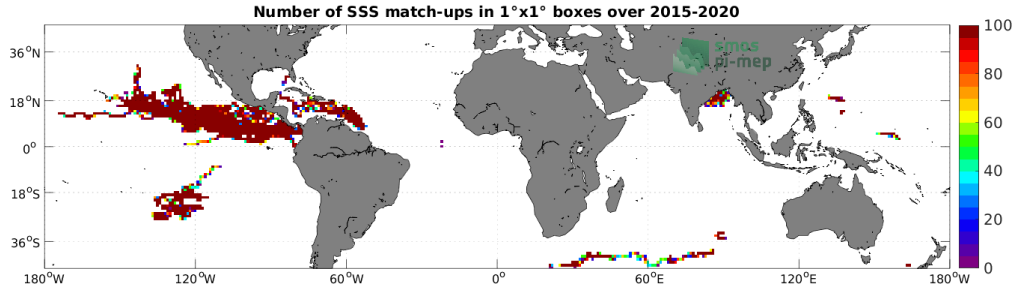 Number of SSS match-ups in 1°x1° boxes over 2015-2020
smos
pi-mep
36°N
18°N
0°
18°S
36°S
180°W
120°W
60°W
0°
60°E
120°E
180°W
100
80
60
40
20
0